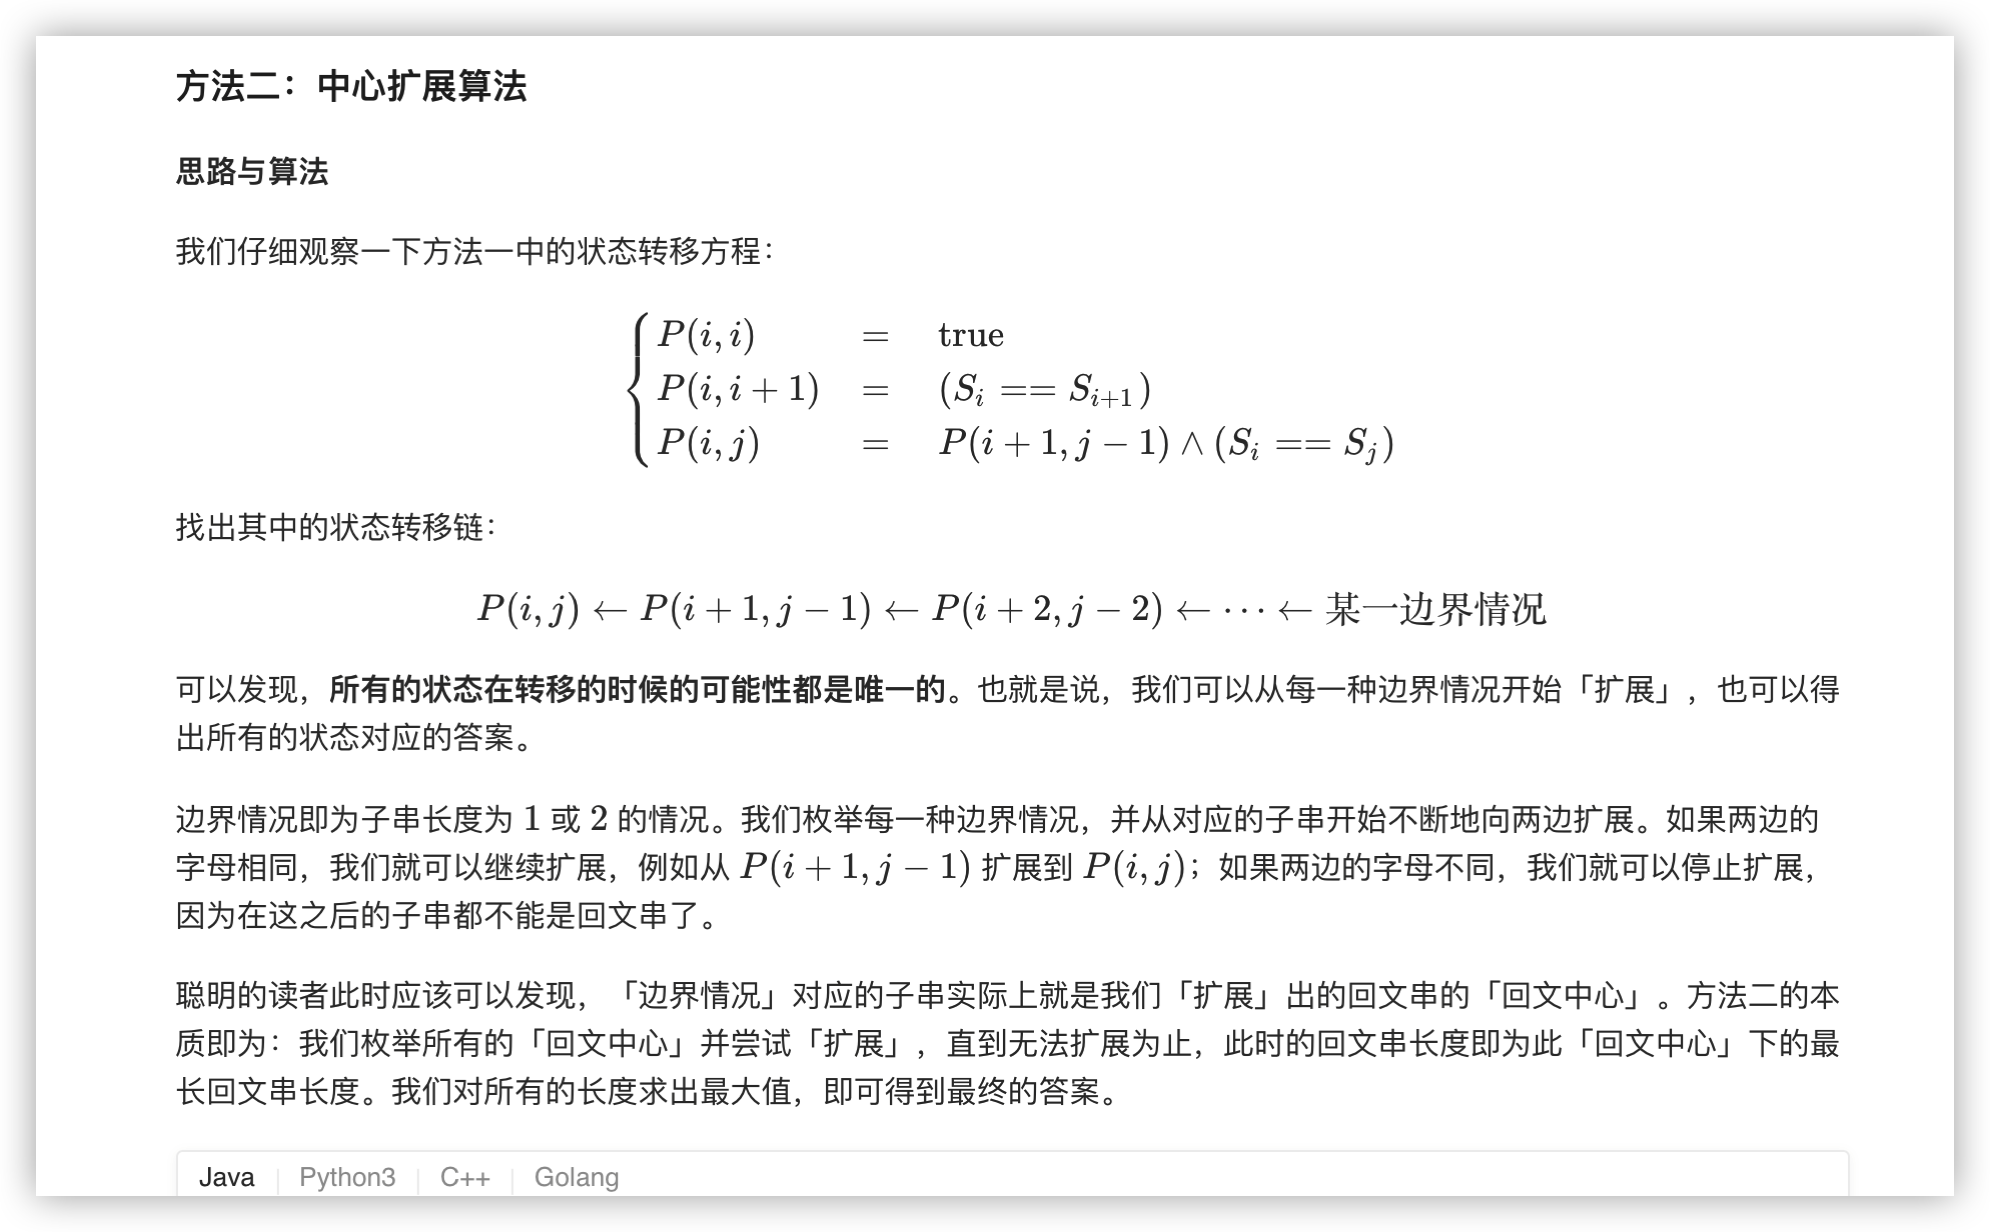 方法二：中心扩展算法
思路与算法
我们仔细观察一下方法一中的状态转移方程：
P(i, i) = true
P(i, i + 1) = (S_i == S_{i+1})
P(i, j) = P(i + 1, j − 1) ∧ (S_i == S_j)
找出其中的状态转移链：
P(i, j) ← P(i + 1, j − 1) ← P(i + 2, j − 2) ← ⋯ ← 某一边界情况
可以发现，所有的状态在转移的时候的可能性都是唯一的。也就是说，我们可以从每一种边界情况开始「扩展」，也可以得
出所有的状态对应的答案。
边界情况即为子串长度为 1 或 2 的情况。我们枚举每一种边界情况，并从对应的子串开始不断地向两边扩展。如果两边的
字母相同，我们就可以继续扩展，例如从 P(i + 1, j − 1) 扩展到 P(i, j)；如果两边的字母不同，我们就可以停止扩展，
因为在这之后的子串都不能是回文串了。
聪明的读者此时应该可以发现，「边界情况」对应的子串实际上就是我们「扩展」出的回文串的「回文中心」。方法二的本
质即为：我们枚举所有的「回文中心」并尝试「扩展」，直到无法扩展为止，此时的回文串长度即为此「回文中心」下的最
长回文串长度。我们对所有的长度求出最大值，即可得到最终的答案。
Java Python3 C++ Golang